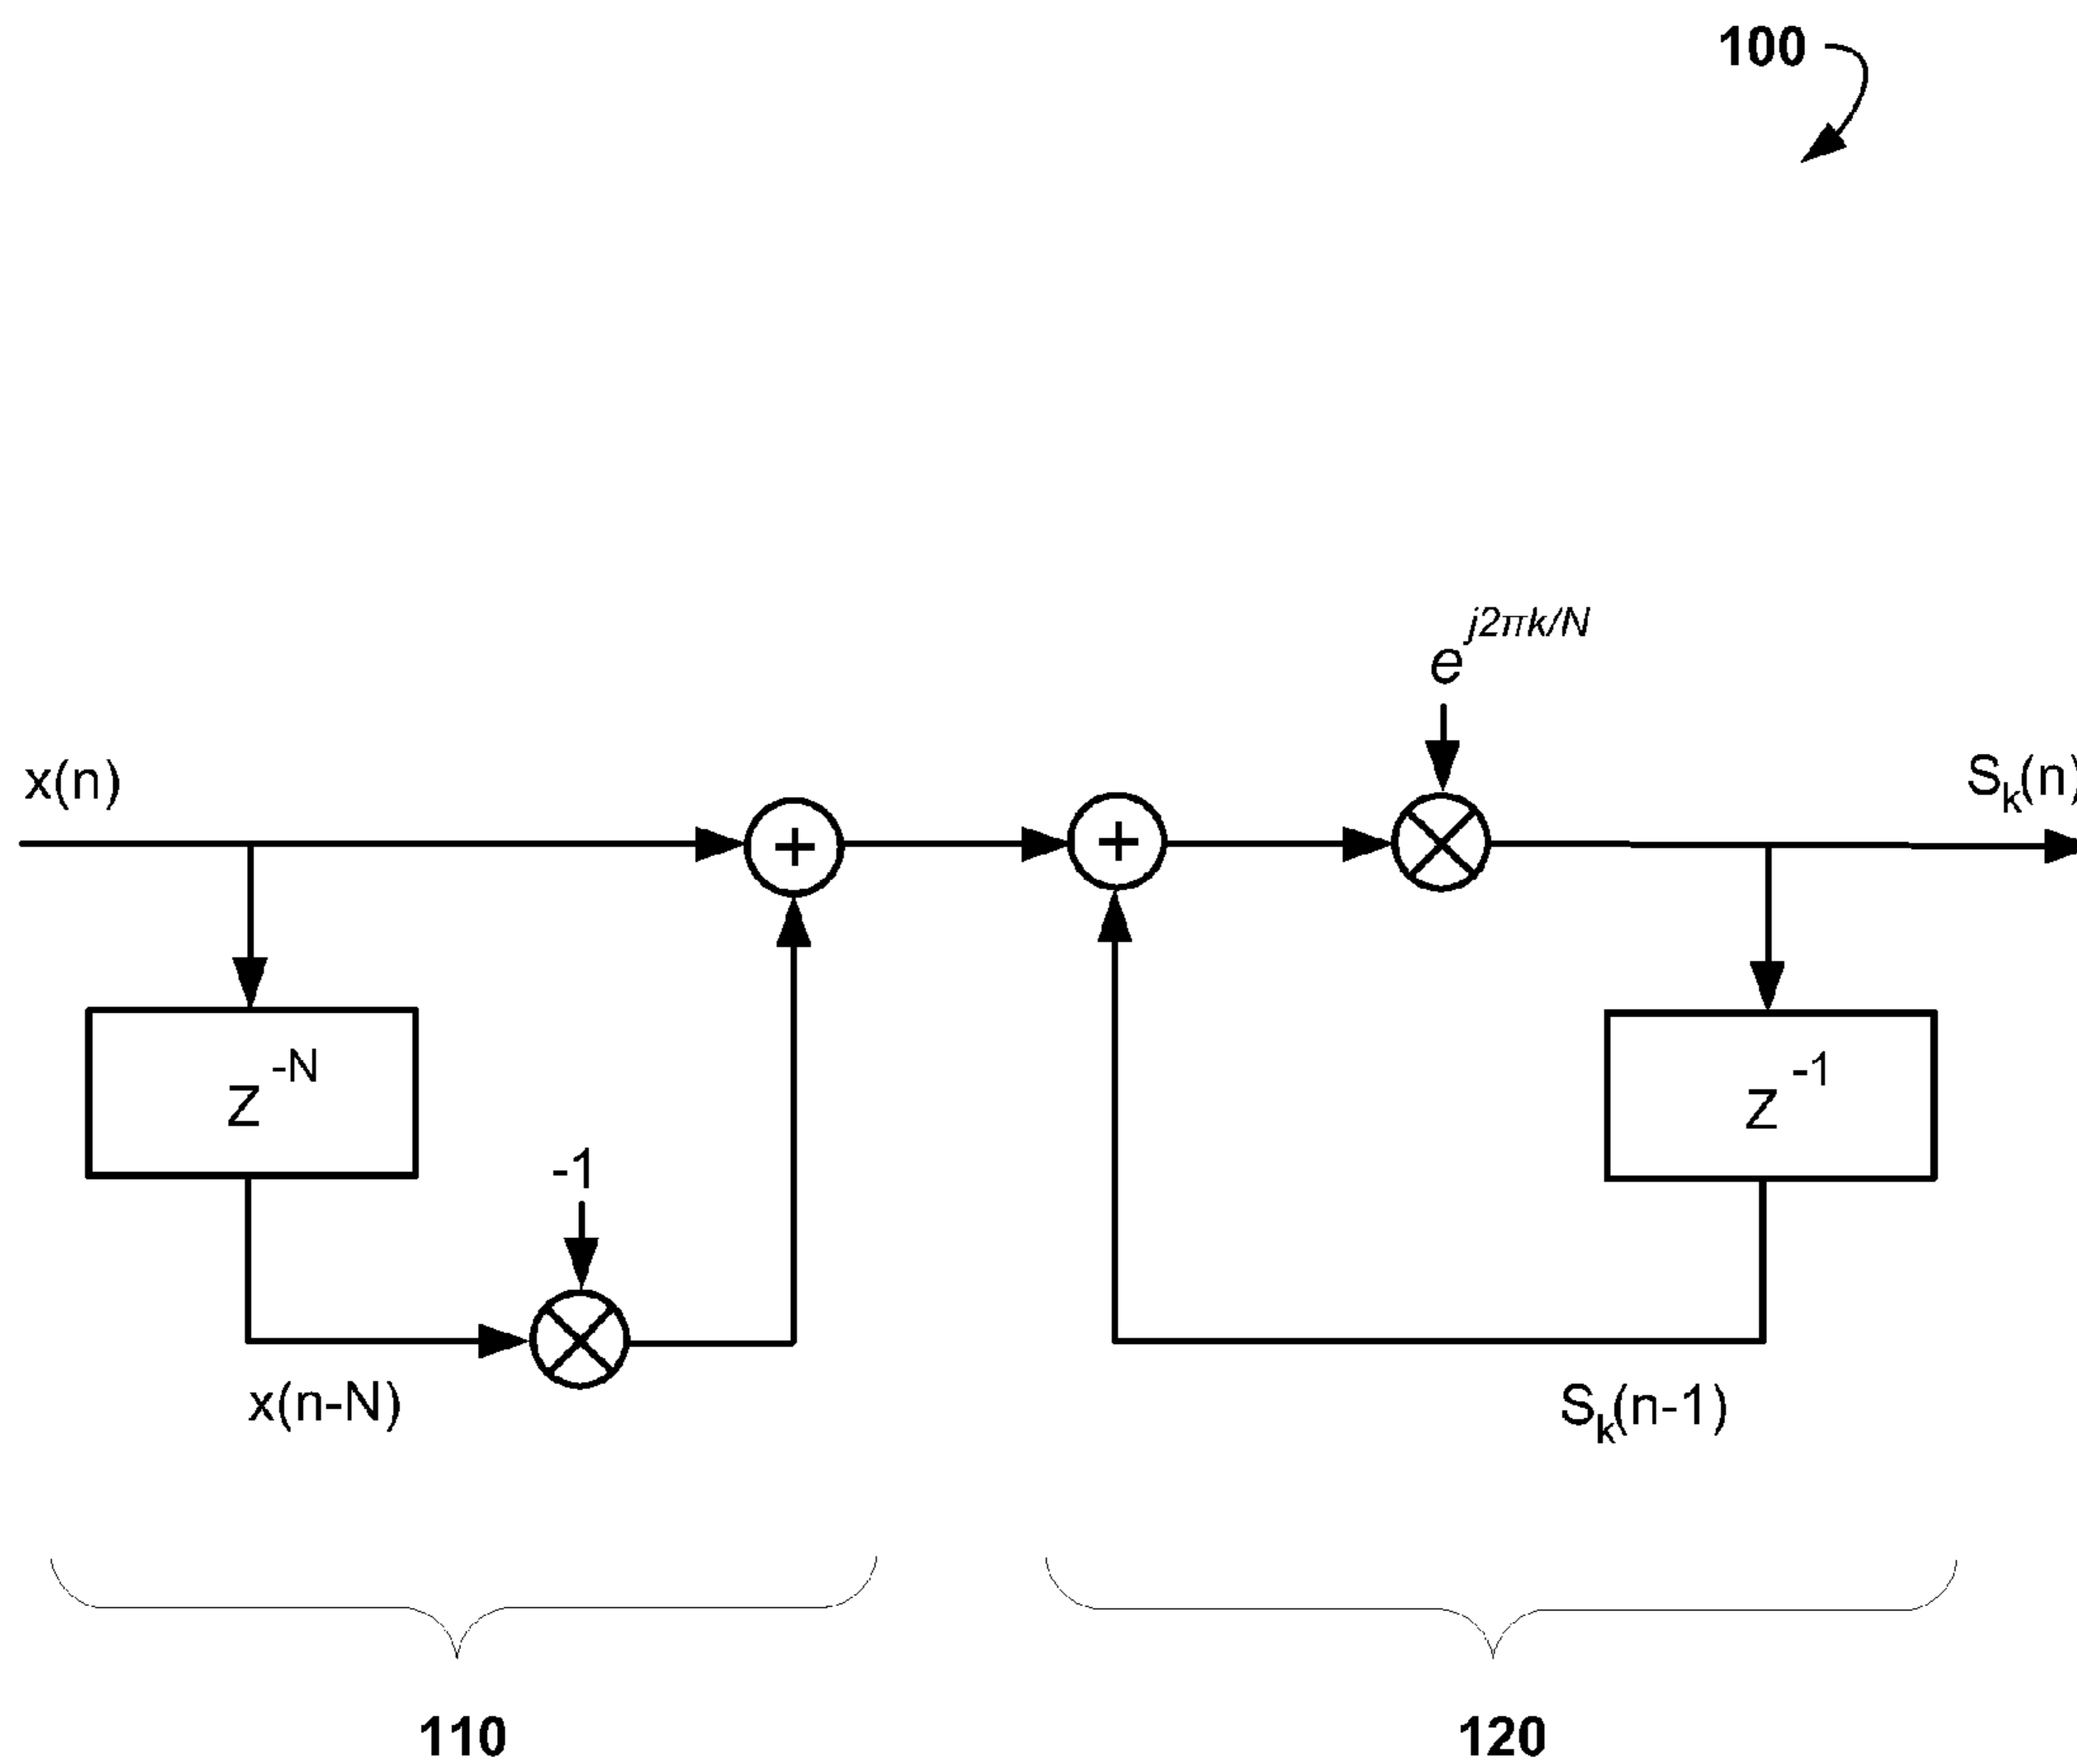 100
e^{j2πk/N}
x(n)
S_k(n)
+
+
z^{-N}
z^{-1}
-1
x(n-N)
S_k(n-1)
110
120